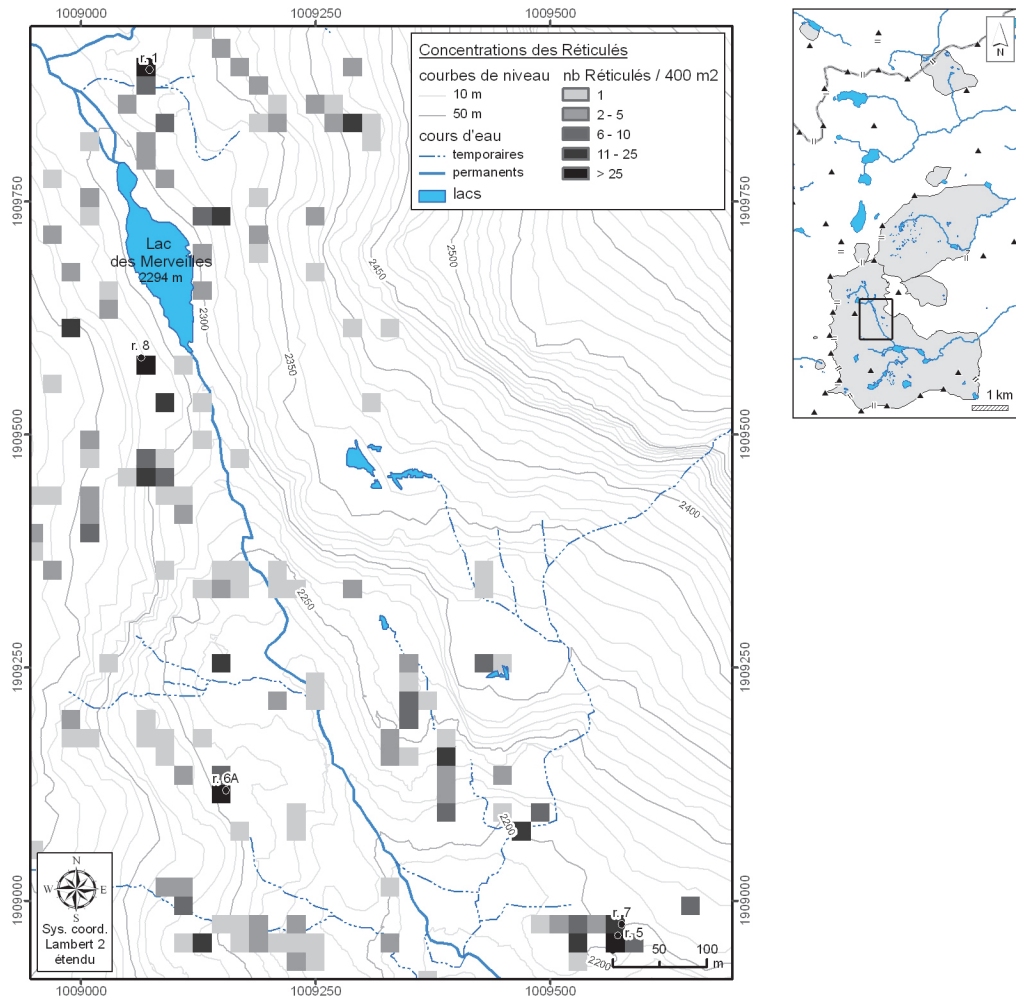 1009000 1009250 1009500
Concentrations des Réticulés
courbes de niveau
10 m
50 m
cours d'eau
temporaires
permanents
lacs
nb Réticulés / 400 m2
1
2 - 5
6 - 10
11 - 25
> 25
N
1 km
r. 1
1909750
1909750
Lac
des Merveilles
2294 m
2500
2450
2300
2350
r. 8
1909500
1909500
2400
2250
1909250
1909250
r. 6A
2200
N
W E
S
Sys. coord.
Lambert 2
étendu
1909000
1909000
r. 7
r. 5
2200
50 100
m
1009000 1009250 1009500